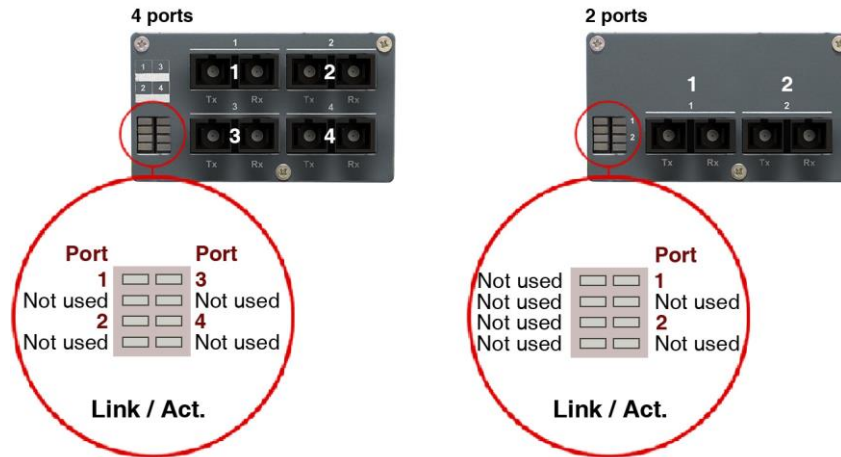 4 ports
1 2
1 3
2 4
1 2
Tx Rx Tx Rx
3 4
3 4
Tx Rx Tx Rx
Port Port
1 3
Not used Not used
2 4
Not used Not used
Link / Act.
2 ports
1 2
1 2
1
2
Tx Rx Tx Rx
Port
Not used 1
Not used Not used
Not used 2
Not used Not used
Link / Act.